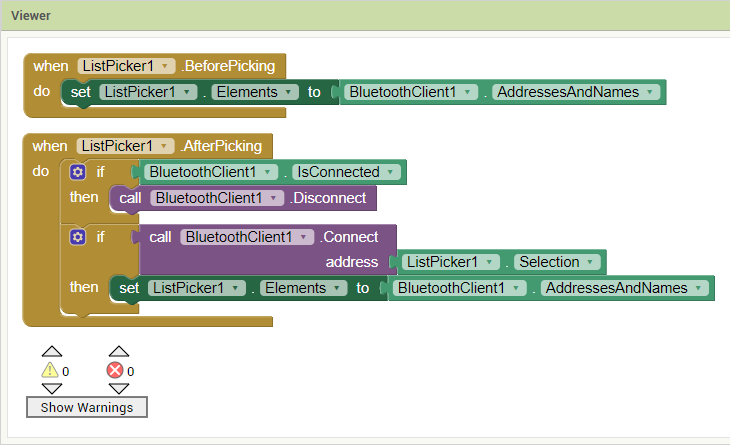 Viewer
when ListPicker1 .BeforePicking
do set ListPicker1 . Elements to BluetoothClient1 . AddressesAndNames
when ListPicker1 .AfterPicking
do if BluetoothClient1 . IsConnected
then call BluetoothClient1 .Disconnect
if call BluetoothClient1 .Connect
address ListPicker1 . Selection
then set ListPicker1 . Elements to BluetoothClient1 . AddressesAndNames
0 0
Show Warnings